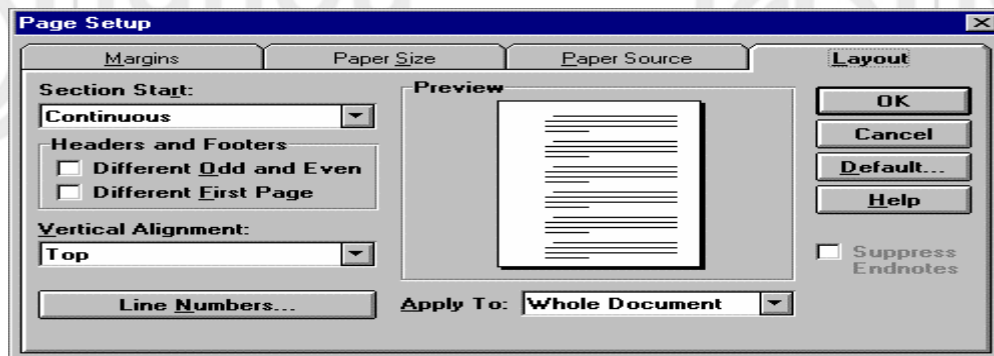 Page Setup
Margins
Paper Size
Paper Source
Layout
Section Start:
Continuous
Headers and Footers
Different Odd and Even
Different First Page
Vertical Alignment:
Top
Line Numbers...
Preview
Apply To: Whole Document
OK
Cancel
Default...
Help
Suppress
Endnotes